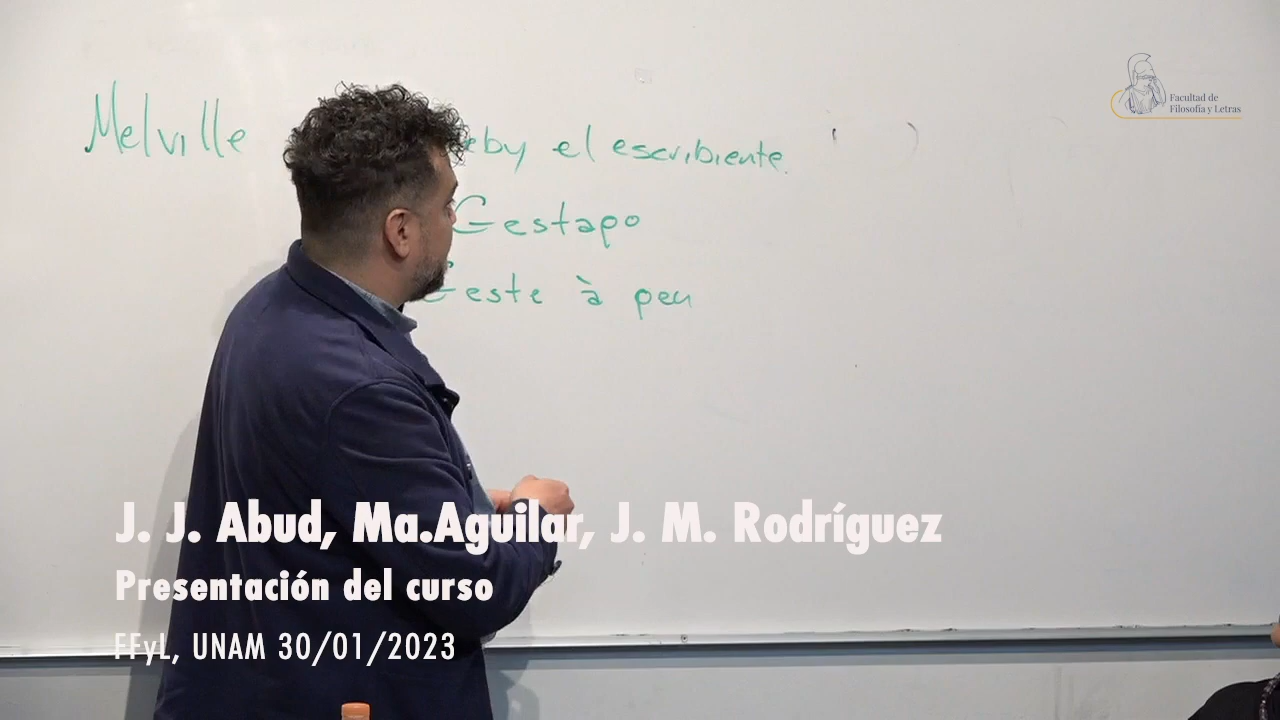 Melville eby el escribiente.
Gestapo
Geste à peu
Facultad de
Filosofía y Letras
J. J. Abud, Ma.Aguilar, J. M. Rodríguez
Presentación del curso
FFyL, UNAM 30/01/2023